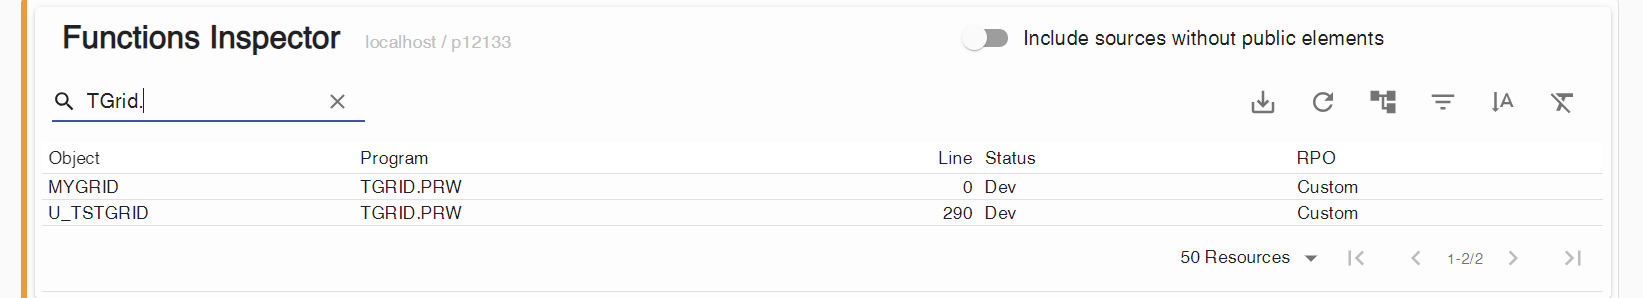 Functions Inspector localhost / p12133 Include sources without public elements
TGrid.
Object Program Line Status RPO
MYGRID TGRID.PRW 0 Dev Custom
U_TSTGRID TGRID.PRW 290 Dev Custom
50 Resources 1-2/2